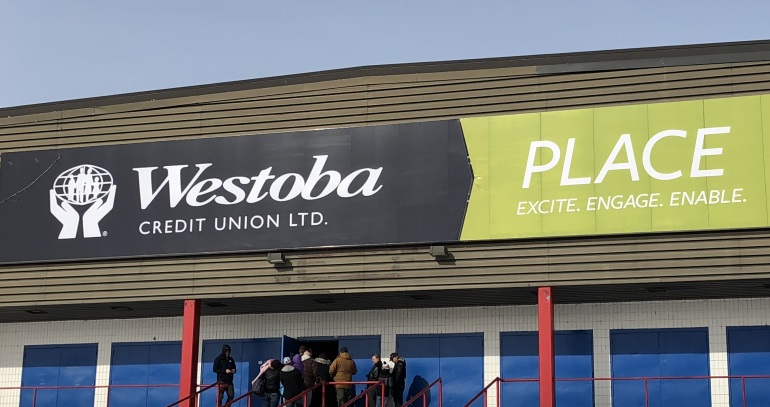 Westoba
CREDIT UNION LTD.
PLACE
EXCITE. ENGAGE. ENABLE.